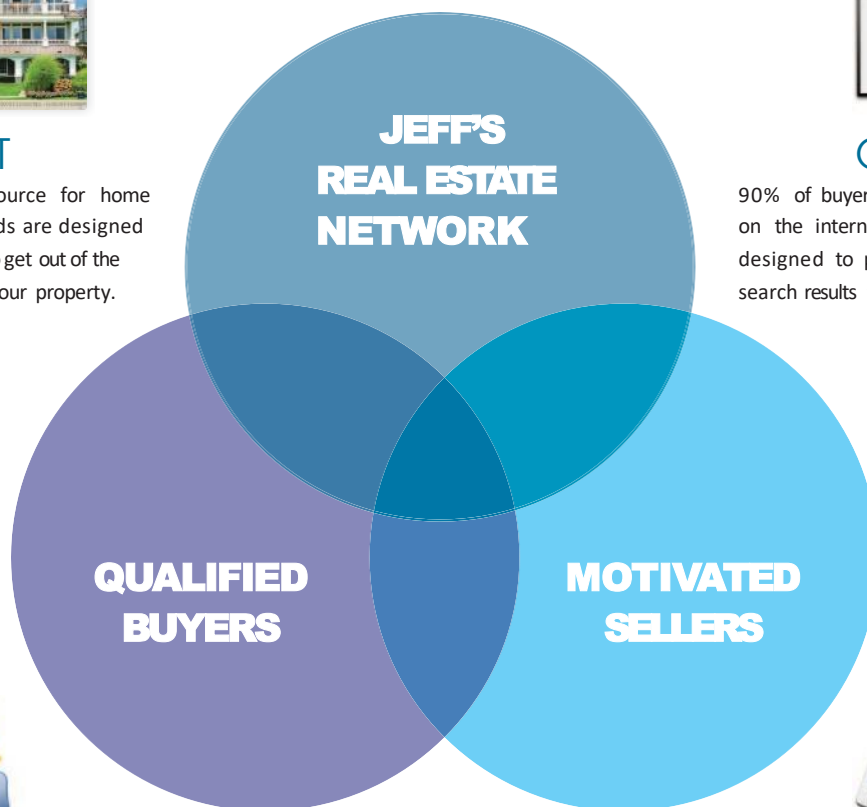 JEFF'S
REAL ESTATE
NETWORK
T
ource for home
ds are designed
get out of the
our property.
90% of buyer
on the intern
designed to p
search results
QUALIFIED
BUYERS
MOTIVATED
SELLERS